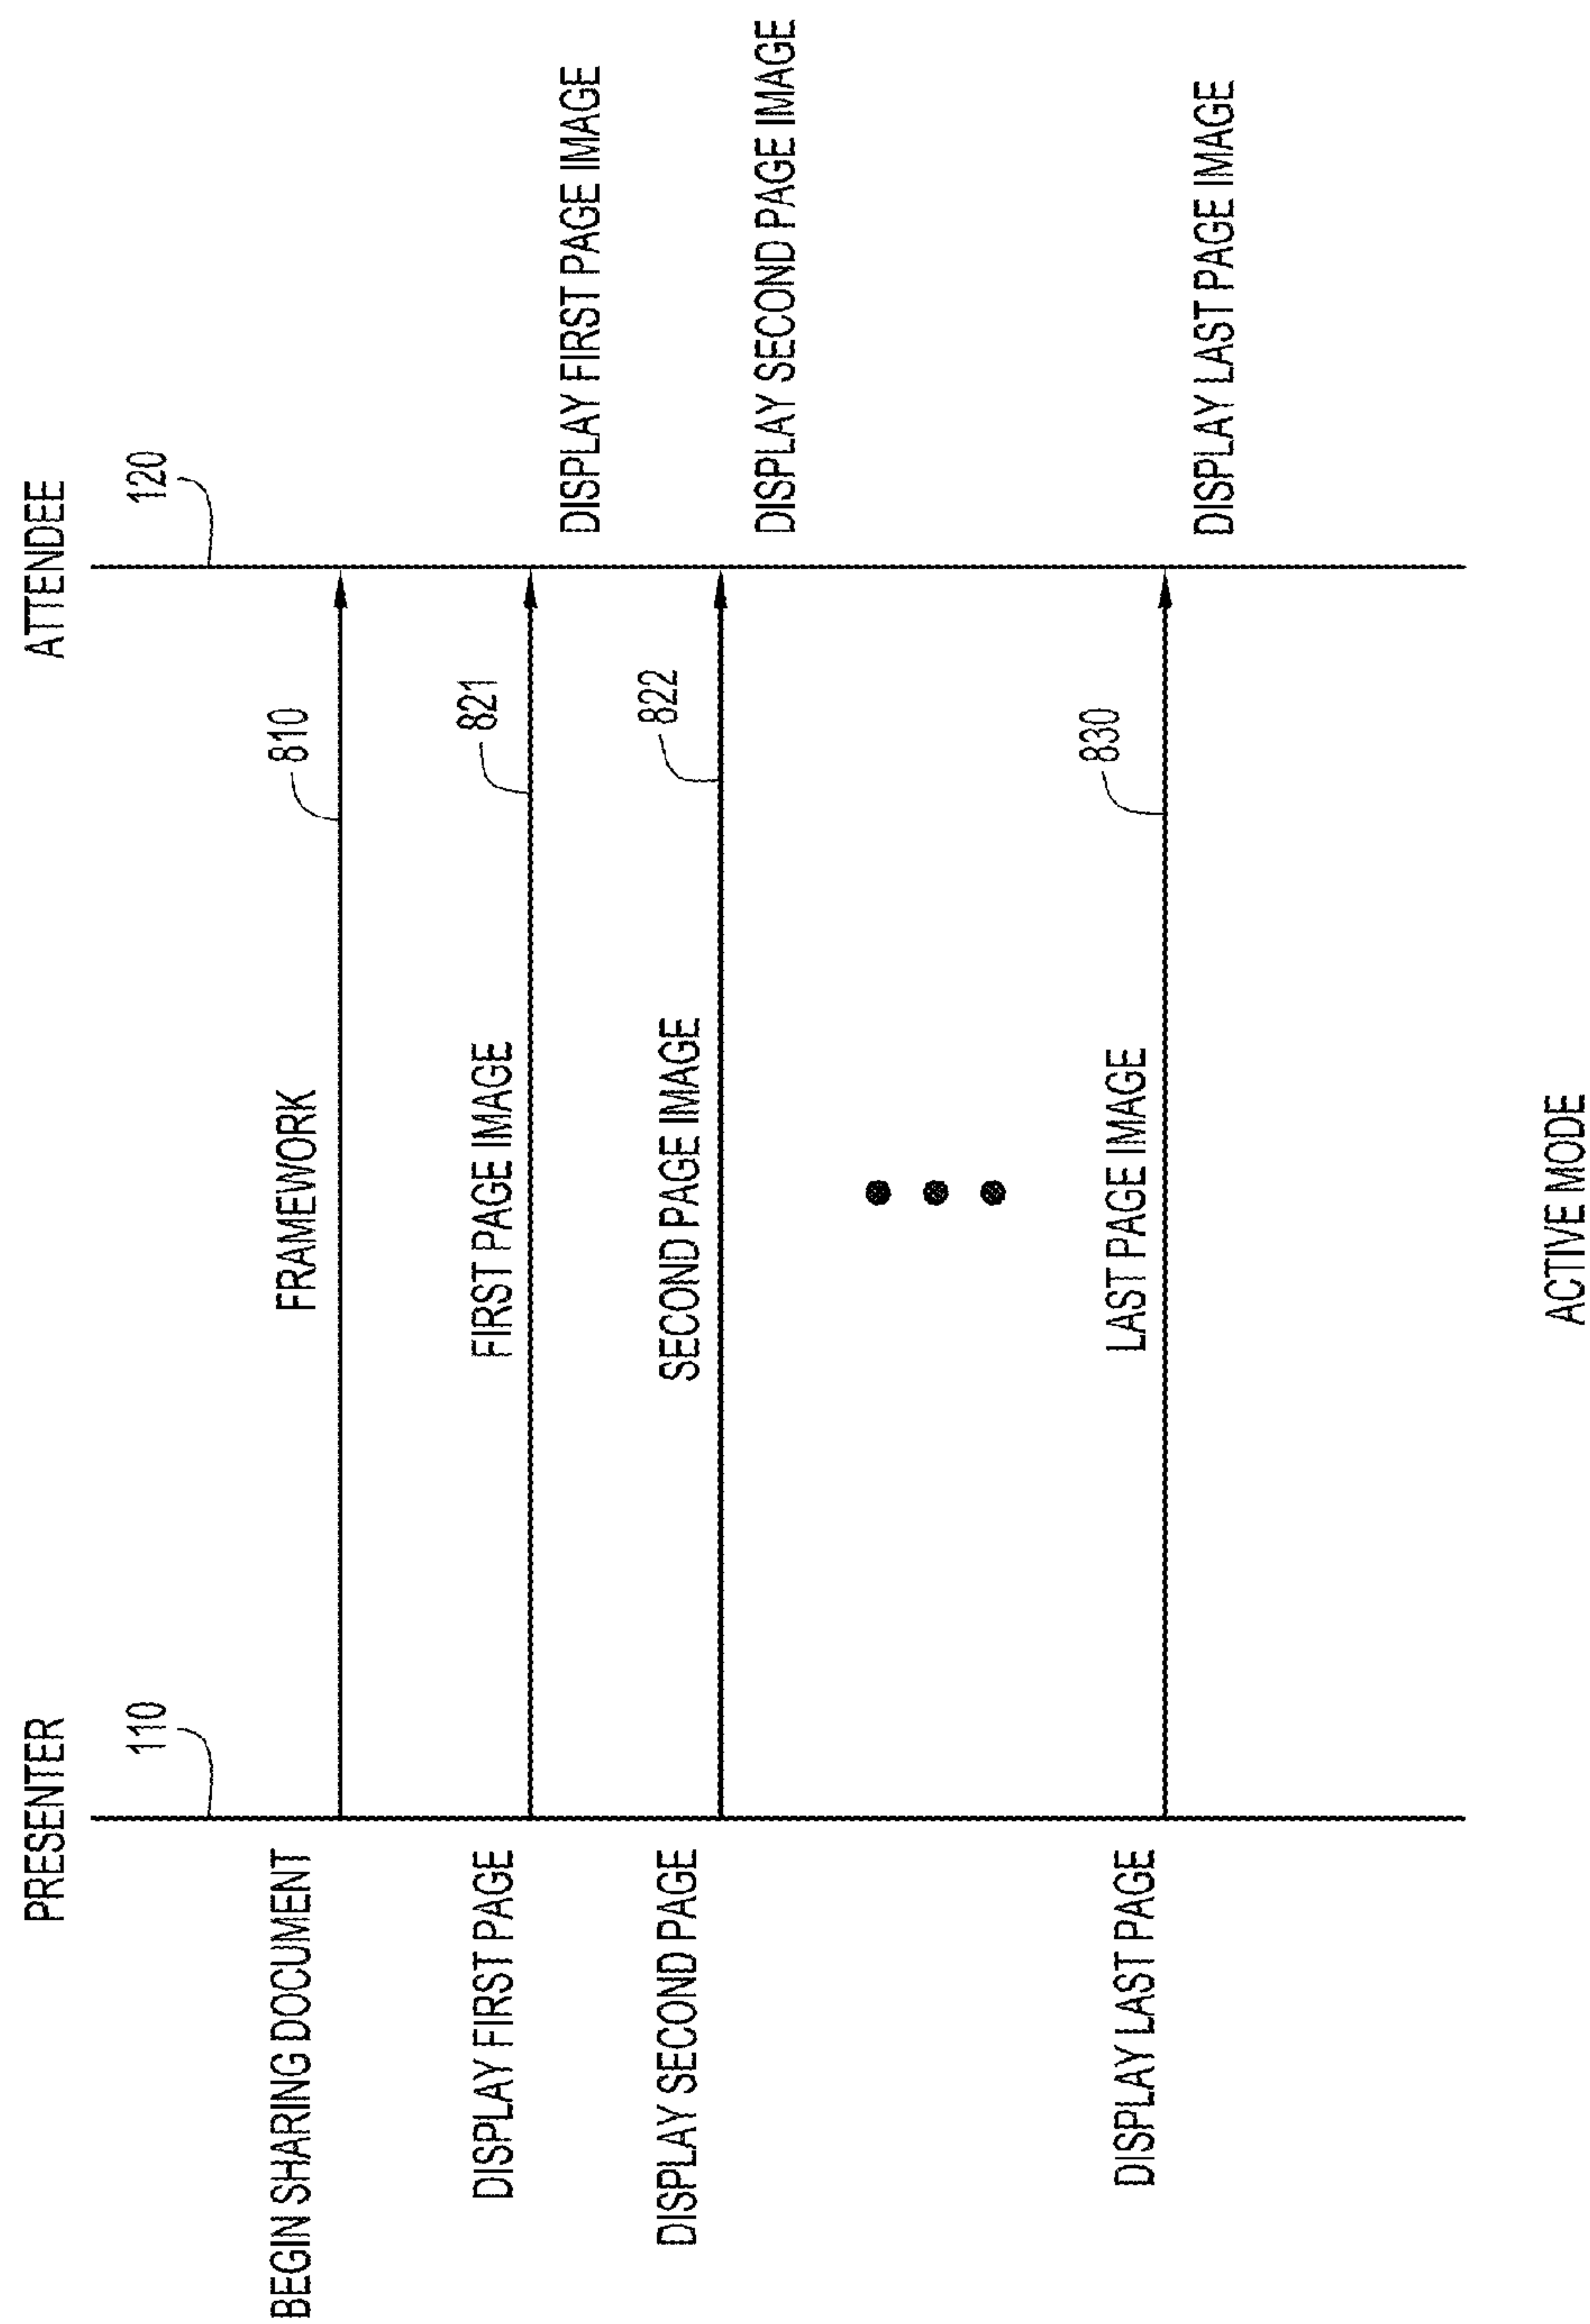 PRESENTER
ATTENDEE
110
120
BEGIN SHARING DOCUMENT
FRAMEWORK
810
DISPLAY FIRST PAGE
FIRST PAGE IMAGE
821
DISPLAY FIRST PAGE IMAGE
DISPLAY SECOND PAGE
SECOND PAGE IMAGE
822
DISPLAY SECOND PAGE IMAGE
DISPLAY LAST PAGE
LAST PAGE IMAGE
830
DISPLAY LAST PAGE IMAGE
ACTIVE MODE